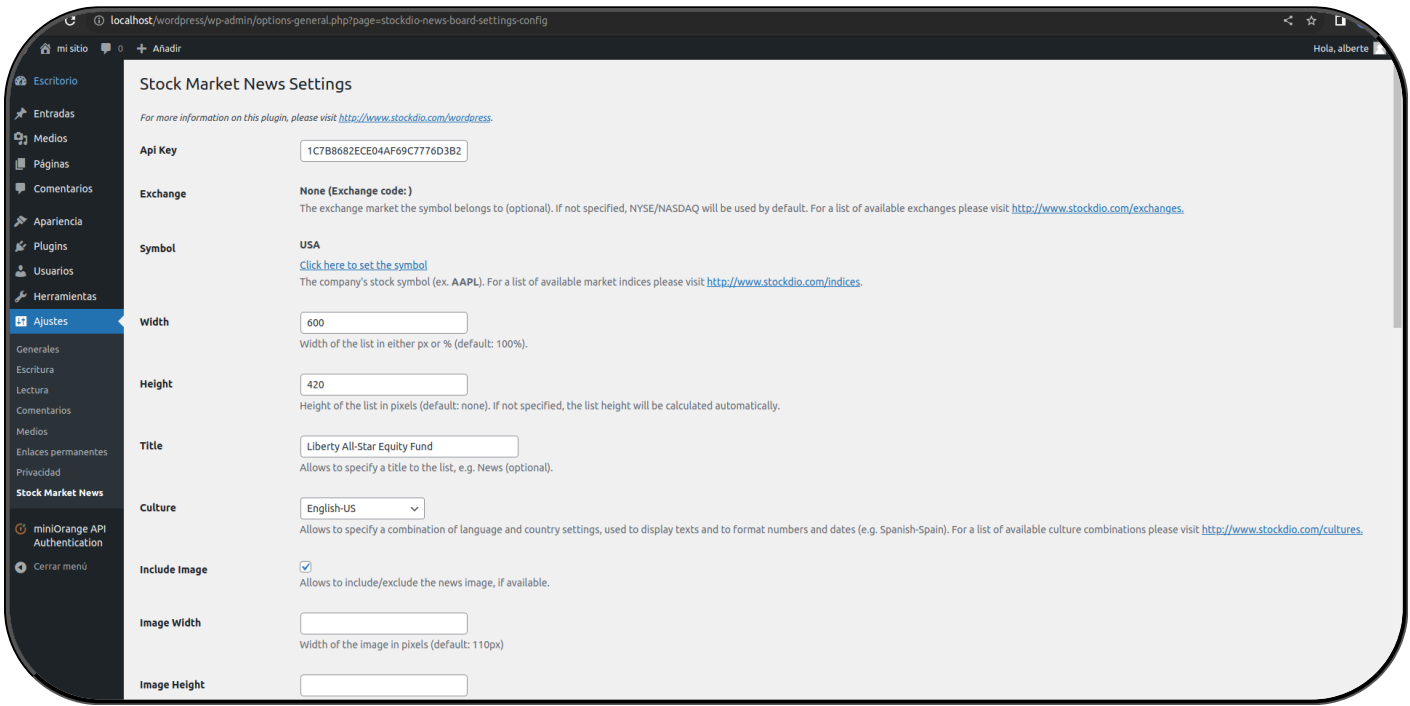 localhost/wordpress/wp-admin/options-general.php?page=stockdio-news-board-settings-config
mi sitio 0 Añadir
Hola, alberte
Escritorio
Entradas
Medios
Páginas
Comentarios
Apariencia
Plugins
Usuarios
Herramientas
Ajustes
Generales
Escritura
Lectura
Comentarios
Medios
Enlaces permanentes
Privacidad
Stock Market News
miniOrange API
Authentication
Cerrar menú
Stock Market News Settings
For more information on this plugin, please visit http://www.stockdio.com/wordpress.
Api Key
1C7B8682ECE04AF69C7776D3B2
Exchange
None (Exchange code: )
The exchange market the symbol belongs to (optional). If not specified, NYSE/NASDAQ will be used by default. For a list of available exchanges please visit http://www.stockdio.com/exchanges.
Symbol
USA
Click here to set the symbol
The company's stock symbol (ex. AAPL). For a list of available market indices please visit http://www.stockdio.com/indices.
Width
600
Width of the list in either px or % (default: 100%).
Height
420
Height of the list in pixels (default: none). If not specified, the list height will be calculated automatically.
Title
Liberty All-Star Equity Fund
Allows to specify a title to the list, e.g. News (optional).
Culture
English-US
Allows to specify a combination of language and country settings, used to display texts and to format numbers and dates (e.g. Spanish-Spain). For a list of available culture combinations please visit http://www.stockdio.com/cultures.
Include Image
Allows to include/exclude the news image, if available.
Image Width
Width of the image in pixels (default: 110px)
Image Height